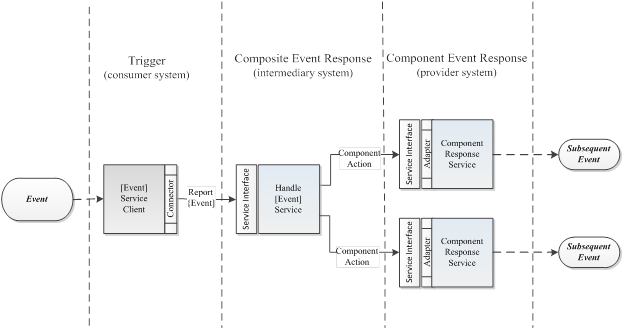 Trigger
(consumer system)
Composite Event Response
(intermediary system)
Component Event Response
(provider system)
Event
[Event]
Service
Client
Connector
Report
[Event]
Service Interface
Handle
[Event]
Service
Component
Action
Service Interface
Adapter
Component
Response
Service
Subsequent
Event
Component
Action
Service Interface
Adapter
Component
Response
Service
Subsequent
Event